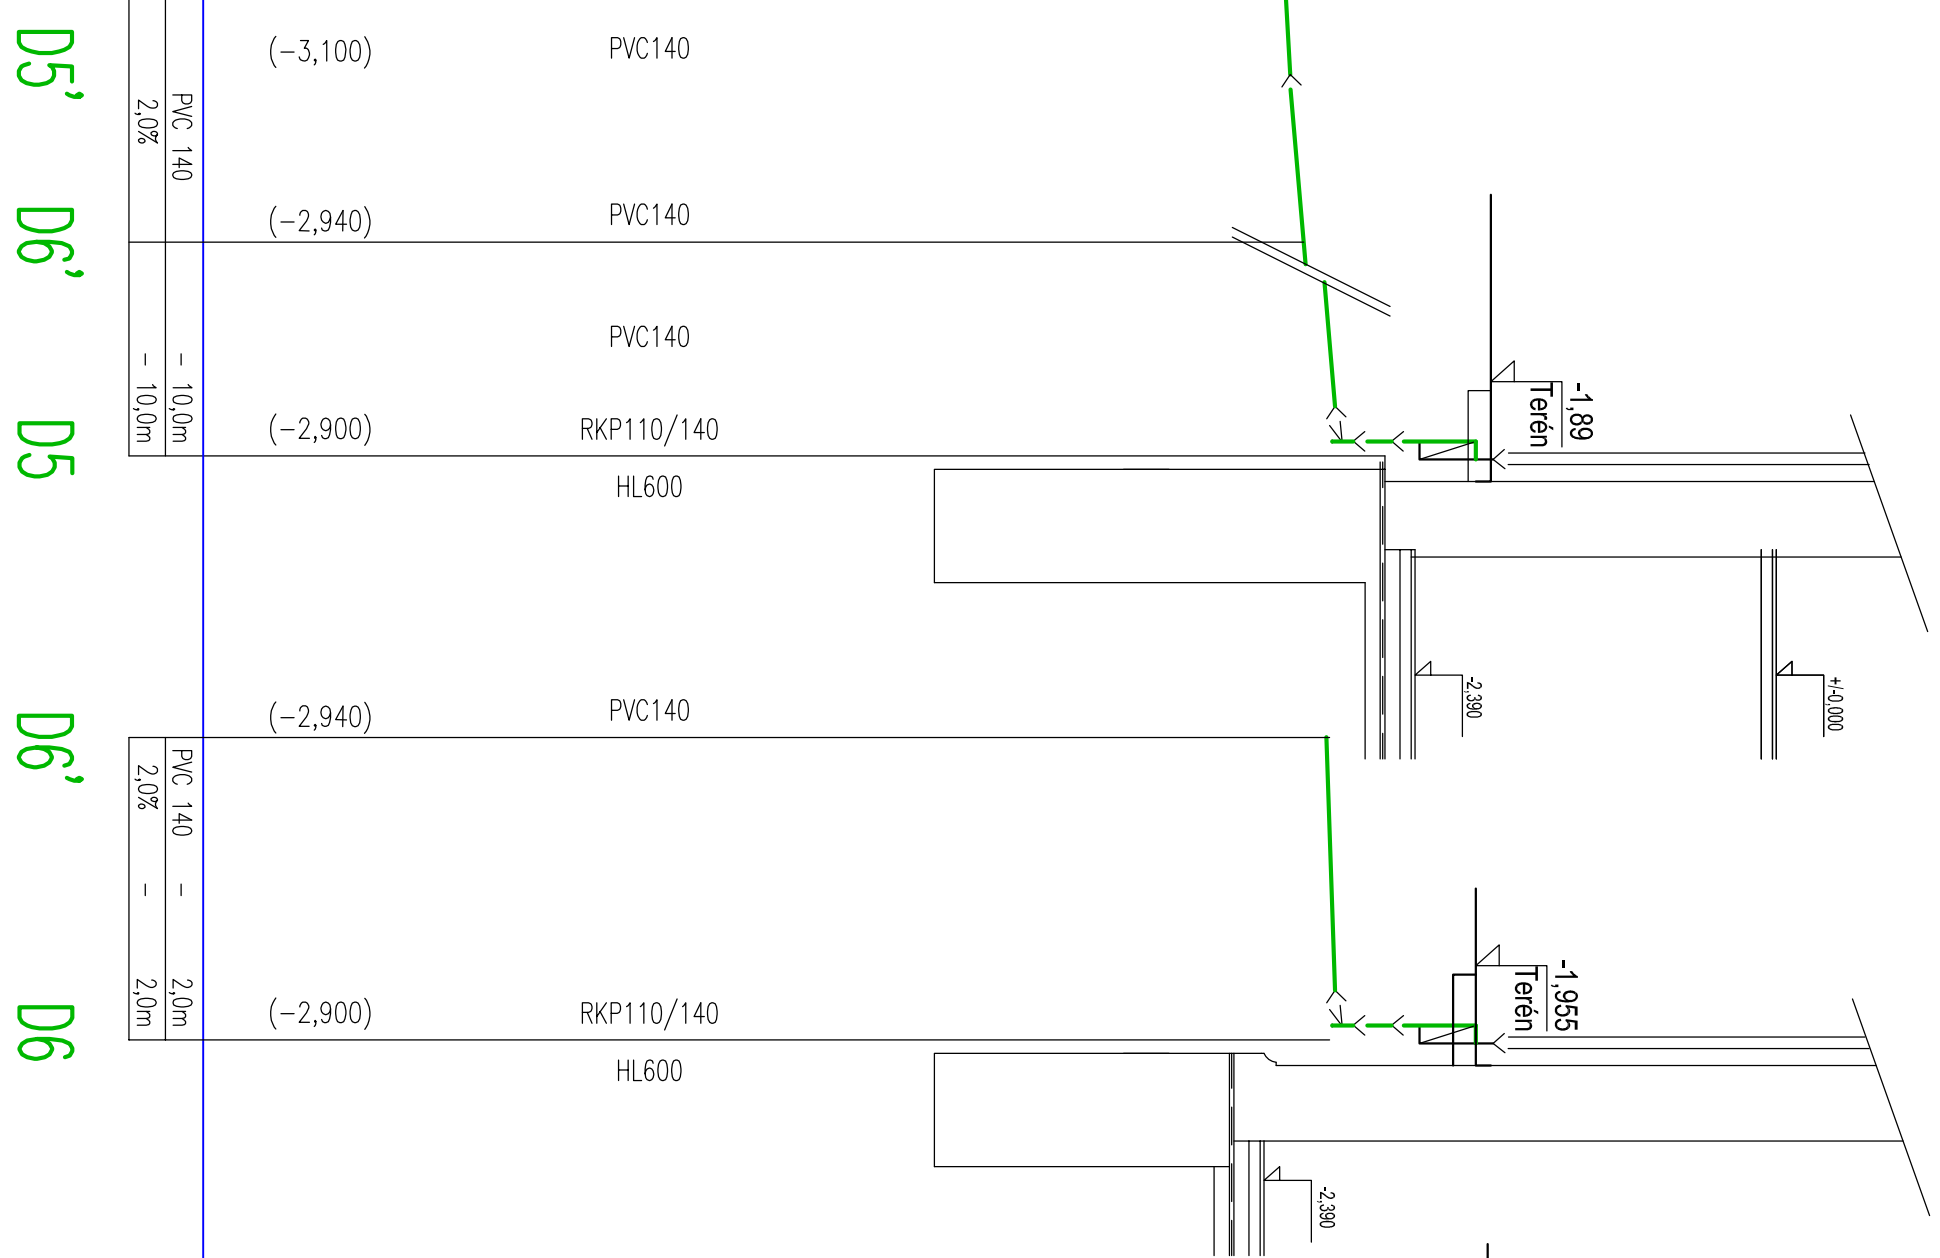 D5'
PVC 140
2,0%
(-3,100)
PVC140
D6'
(-2,940)
PVC140
PVC140
- 10,0m
- 10,0m
-1,89
Terén
D5
(-2,900)
RKP110/140
HL600
-2,390
+/-0,000
D6'
(-2,940)
PVC140
PVC 140 - 2,0m
2,0% - 2,0m
-1,955
Terén
D6
(-2,900)
RKP110/140
HL600
-2,390